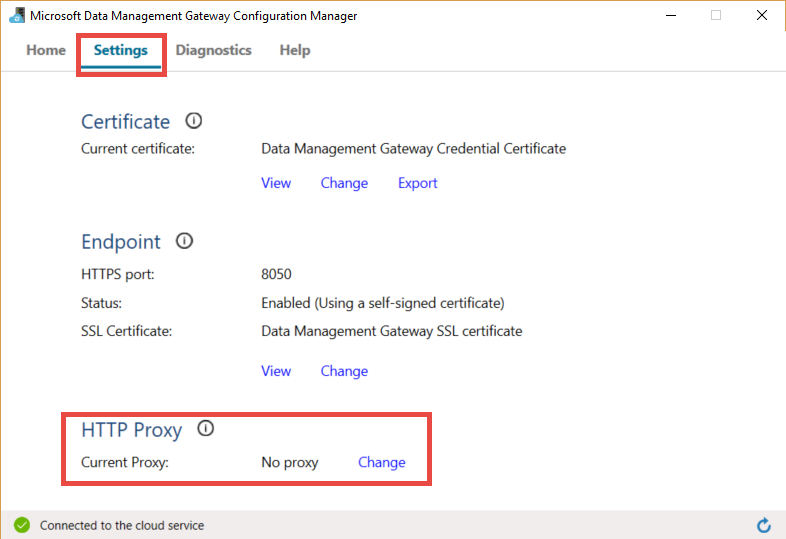 Microsoft Data Management Gateway Configuration Manager
Home Settings Diagnostics Help
Certificate
Current certificate: Data Management Gateway Credential Certificate
View Change Export
Endpoint
HTTPS port: 8050
Status: Enabled (Using a self-signed certificate)
SSL Certificate: Data Management Gateway SSL certificate
View Change
HTTP Proxy
Current Proxy: No proxy Change
Connected to the cloud service